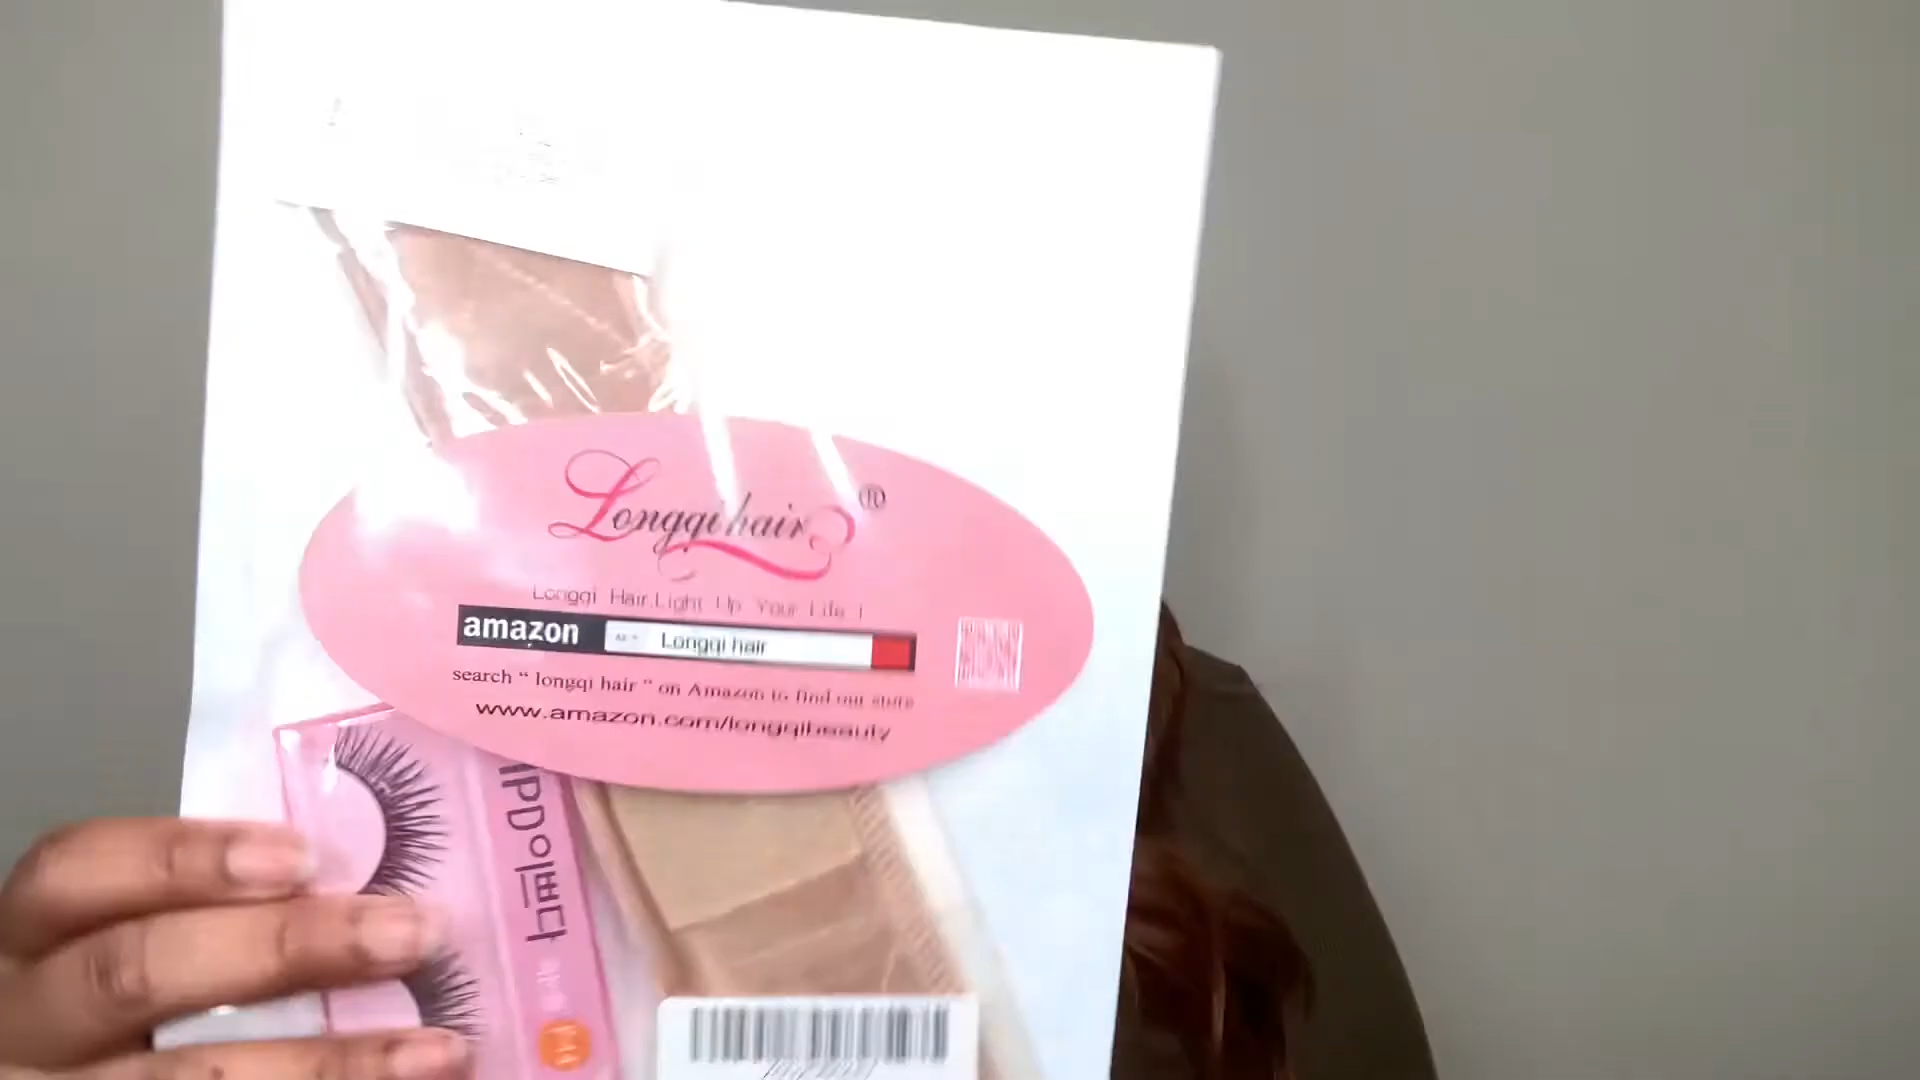 Longqi hair ®
Longqi Hair.Light Up Your Life !
amazon
All
Longqi hair
search “ longqi hair ” on Amazon to find our store
www.amazon.com/longqibeauty